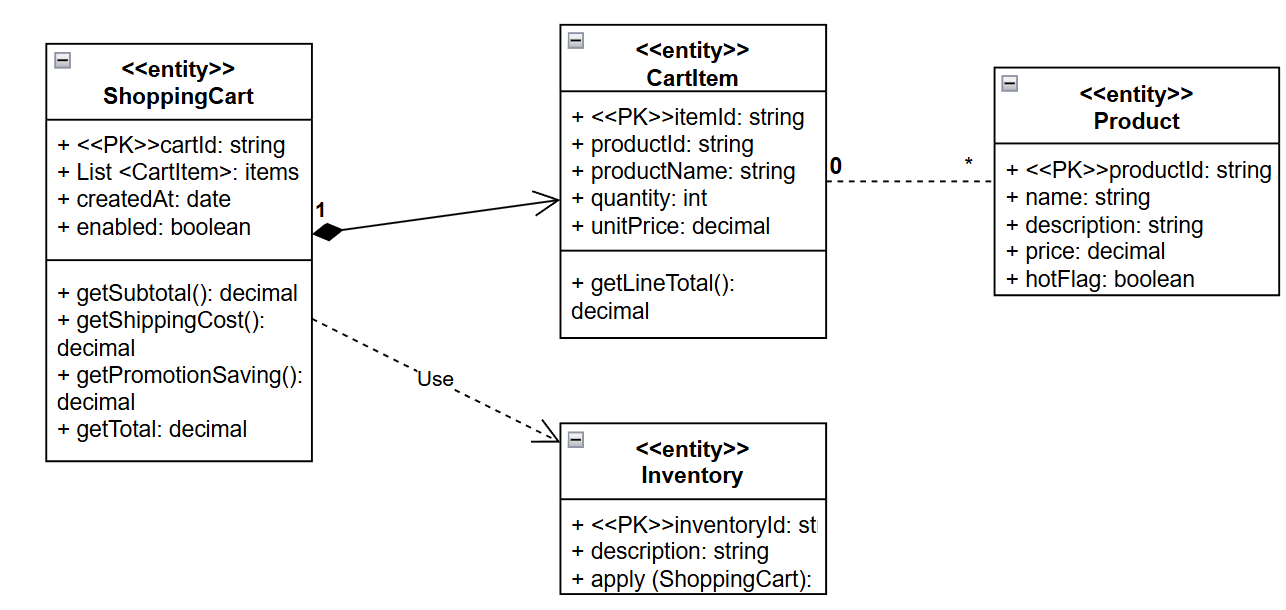 <<entity>>
ShoppingCart
+ <<PK>>cartId: string
+ List <CartItem>: items
+ createdAt: date
+ enabled: boolean
+ getSubtotal(): decimal
+ getShippingCost():
decimal
+ getPromotionSaving():
decimal
+ getTotal: decimal
1
Use
<<entity>>
CartItem
+ <<PK>>itemId: string
+ productId: string
+ productName: string
+ quantity: int
+ unitPrice: decimal
+ getLineTotal():
decimal
0
*
<<entity>>
Product
+ <<PK>>productId: string
+ name: string
+ description: string
+ price: decimal
+ hotFlag: boolean
<<entity>>
Inventory
+ <<PK>>inventoryId:
+ description: string
+ apply (ShoppingCart):